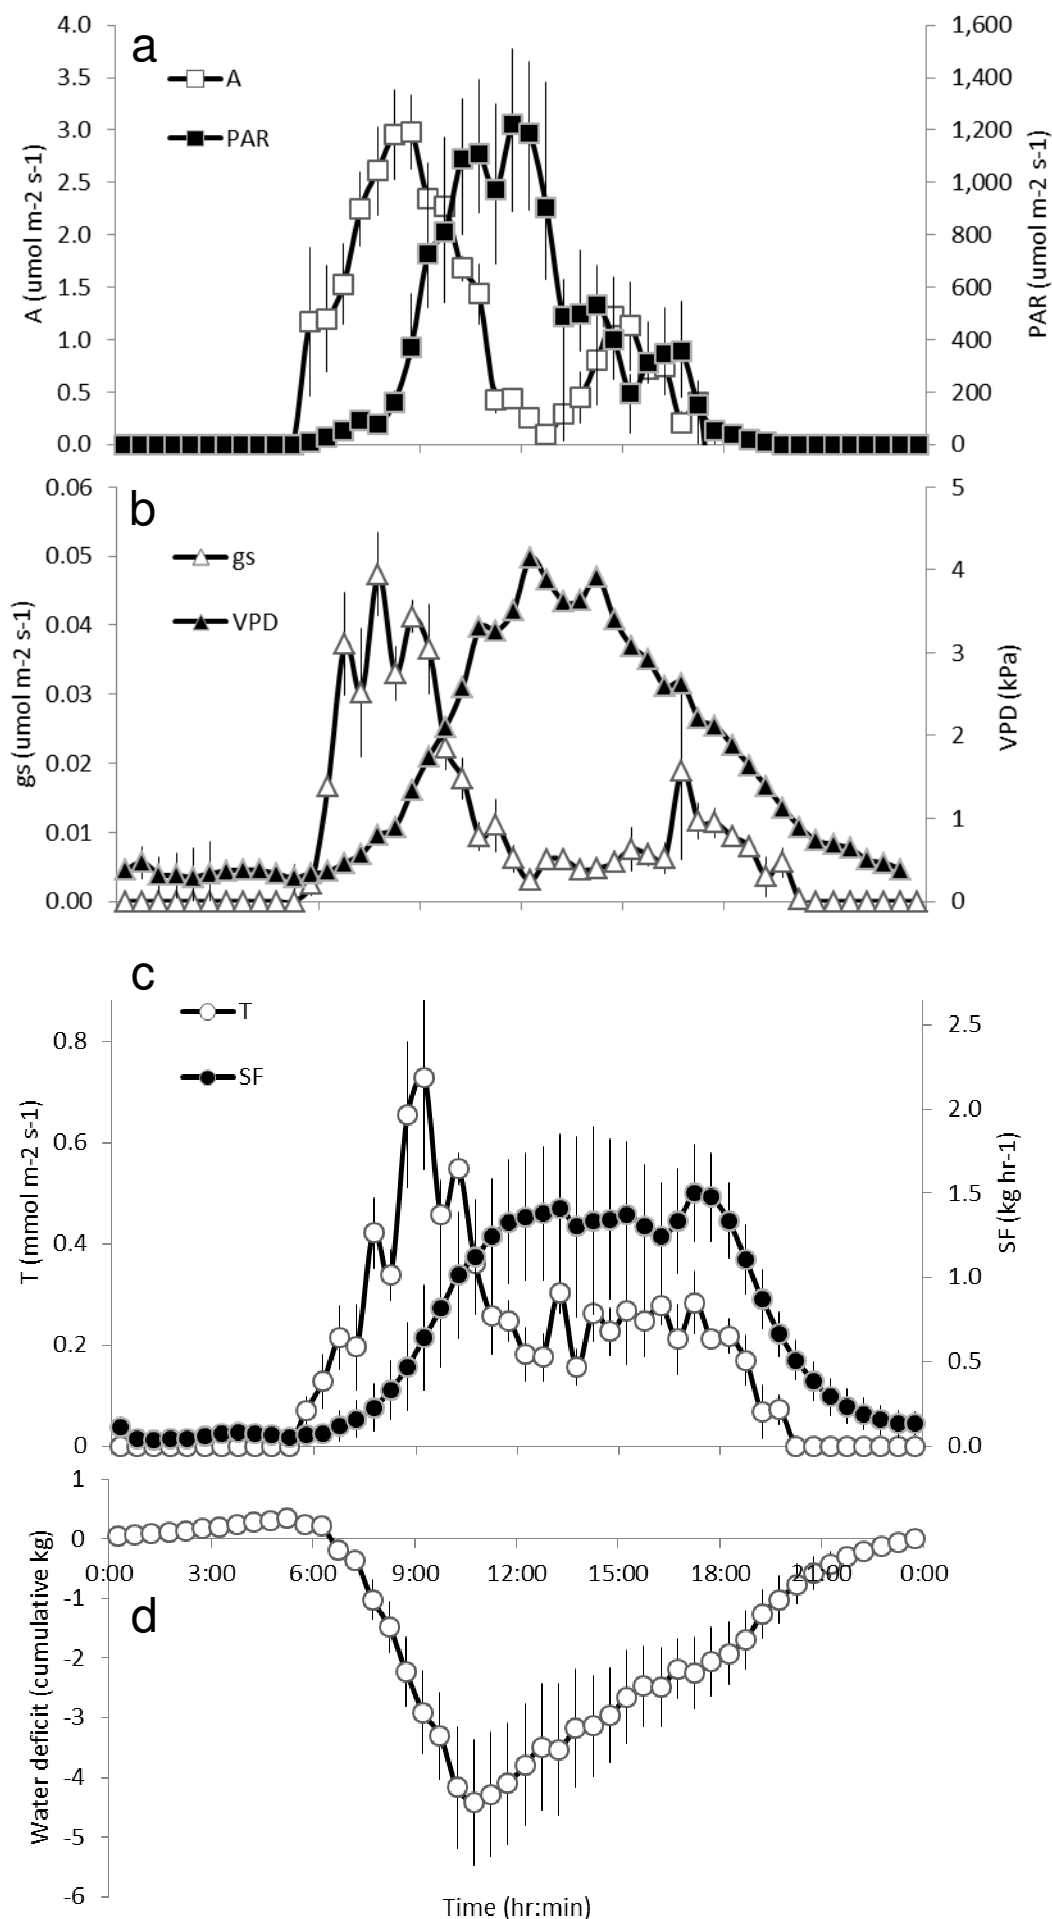 a
4.0
3.5
3.0
2.5
2.0
1.5
1.0
0.5
0.0
A (umol m-2 s-1)
A
PAR
1,600
1,400
1,200
1,000
800
600
400
200
0
PAR (umol m-2 s-1)
b
0.06
0.05
0.04
0.03
0.02
0.01
0.00
gs (umol m-2 s-1)
gs
VPD
5
4
3
2
1
0
VPD (kPa)
c
0.8
0.6
0.4
0.2
0
T (mmol m-2 s-1)
T
SF
2.5
2.0
1.5
1.0
0.5
0.0
SF (kg hr-1)
1
0
-1
-2
-3
-4
-5
-6
Water deficit (cumulative kg)
0:00 3:00 6:00 9:00 12:00 15:00 18:00 21:00 0:00
d
Time (hr:min)